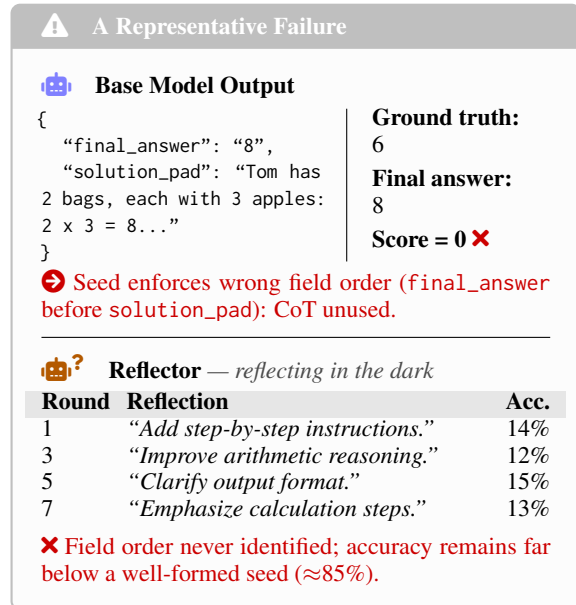 A Representative Failure
Base Model Output
{
"final_answer": “8”,
“solution_pad”: “Tom has
2 bags, each with 3 apples:
2 x 3 = 8...”
}
Ground truth:
6
Final answer:
8
Score = 0 ✖
Seed enforces wrong field order (final_answer
before solution_pad): CoT unused.
? Reflector — reflecting in the dark
Round Reflection Acc.
1 “Add step-by-step instructions.” 14%
3 “Improve arithmetic reasoning.” 12%
5 “Clarify output format.” 15%
7 “Emphasize calculation steps.” 13%
✖ Field order never identified; accuracy remains far
below a well-formed seed (≈85%).